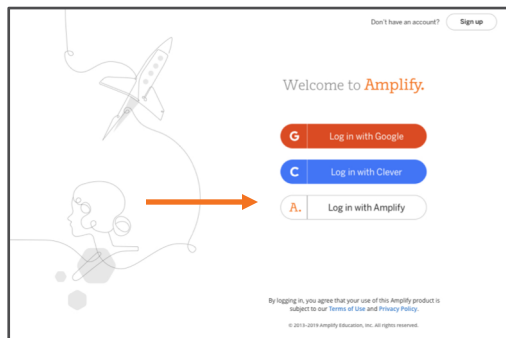 Don't have an account? Sign up
Welcome to Amplify.
G Log in with Google
C Log in with Clever
A. Log in with Amplify
By logging in, you agree that your use of this Amplify product is
subject to our Terms of Use and Privacy Policy.
© 2013-2019 Amplify Education, Inc. All rights reserved.